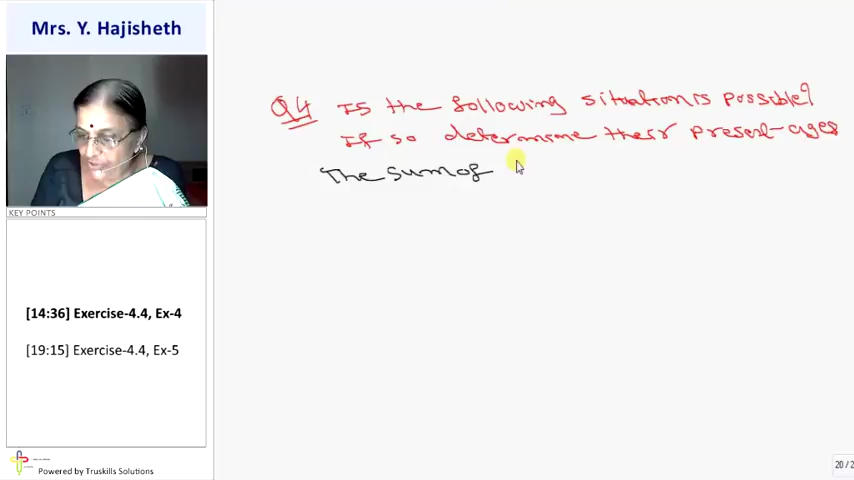 Mrs. Y. Hajisheth
Q4 Is the following situation is possible?
If so determine their present ages
The sum of
KEY POINTS
[14:36] Exercise-4.4, Ex-4
[19:15] Exercise-4.4, Ex-5
Powered by Truskills Solutions
20 / 2